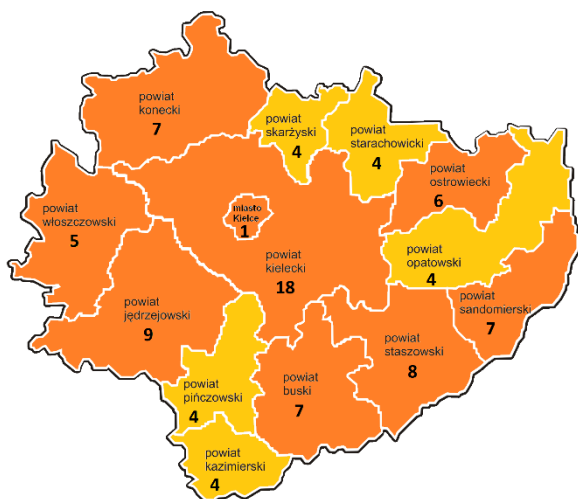 powiat
konecki
7
powiat
skarżyski
4
powiat
starachowicki
4
powiat
ostrowiecki
6
powiat
włoszczowski
5
miasto
Kielce
1
powiat
kielecki
18
powiat
opatowski
4
powiat
sandomierski
7
powiat
jędrzejowski
9
powiat
staszowski
8
powiat
pińczowski
4
powiat
buski
7
powiat
kazimierski
4